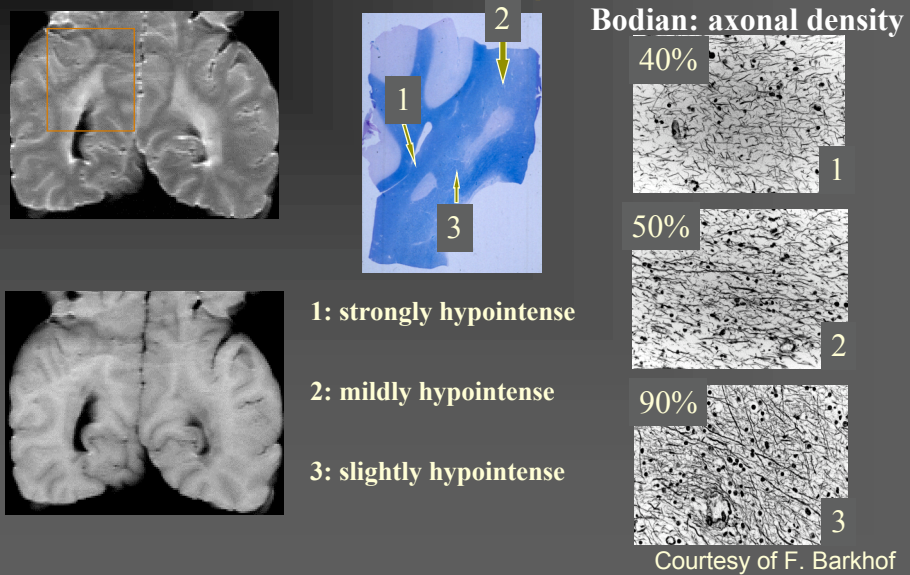 Bodian: axonal density
2
1
3
40%
1
50%
2
90%
3
1: strongly hypointense
2: mildly hypointense
3: slightly hypointense
Courtesy of F. Barkhof